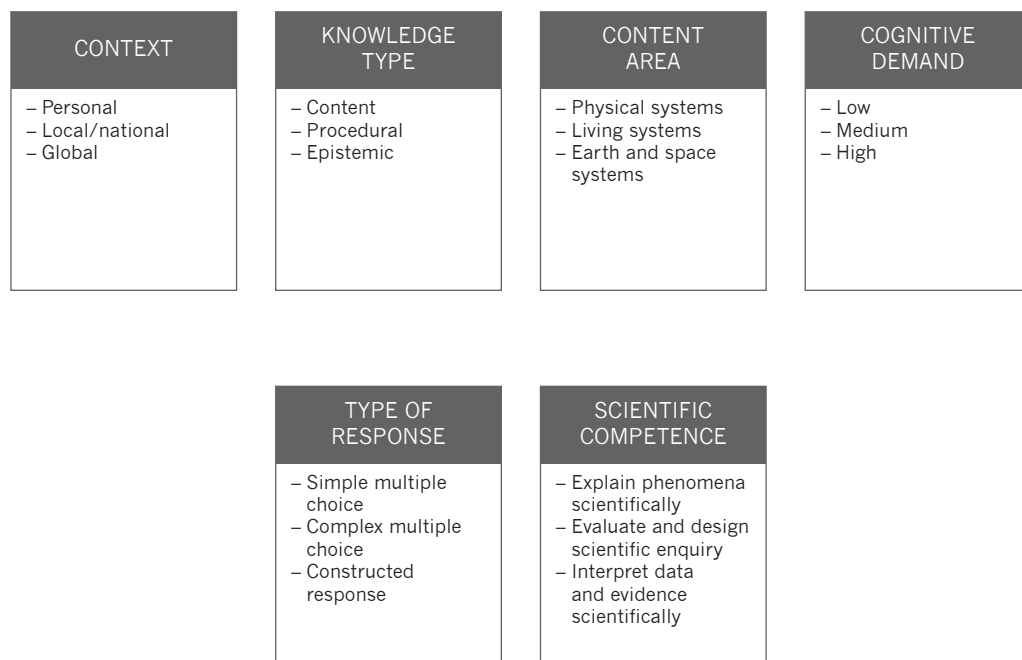 CONTEXT
– Personal
– Local/national
– Global
KNOWLEDGE
TYPE
– Content
– Procedural
– Epistemic
CONTENT
AREA
– Physical systems
– Living systems
– Earth and space
systems
COGNITIVE
DEMAND
– Low
– Medium
– High
TYPE OF
RESPONSE
– Simple multiple
choice
– Complex multiple
choice
– Constructed
response
SCIENTIFIC
COMPETENCE
– Explain phenomena
scientifically
– Evaluate and design
scientific enquiry
– Interpret data
and evidence
scientifically